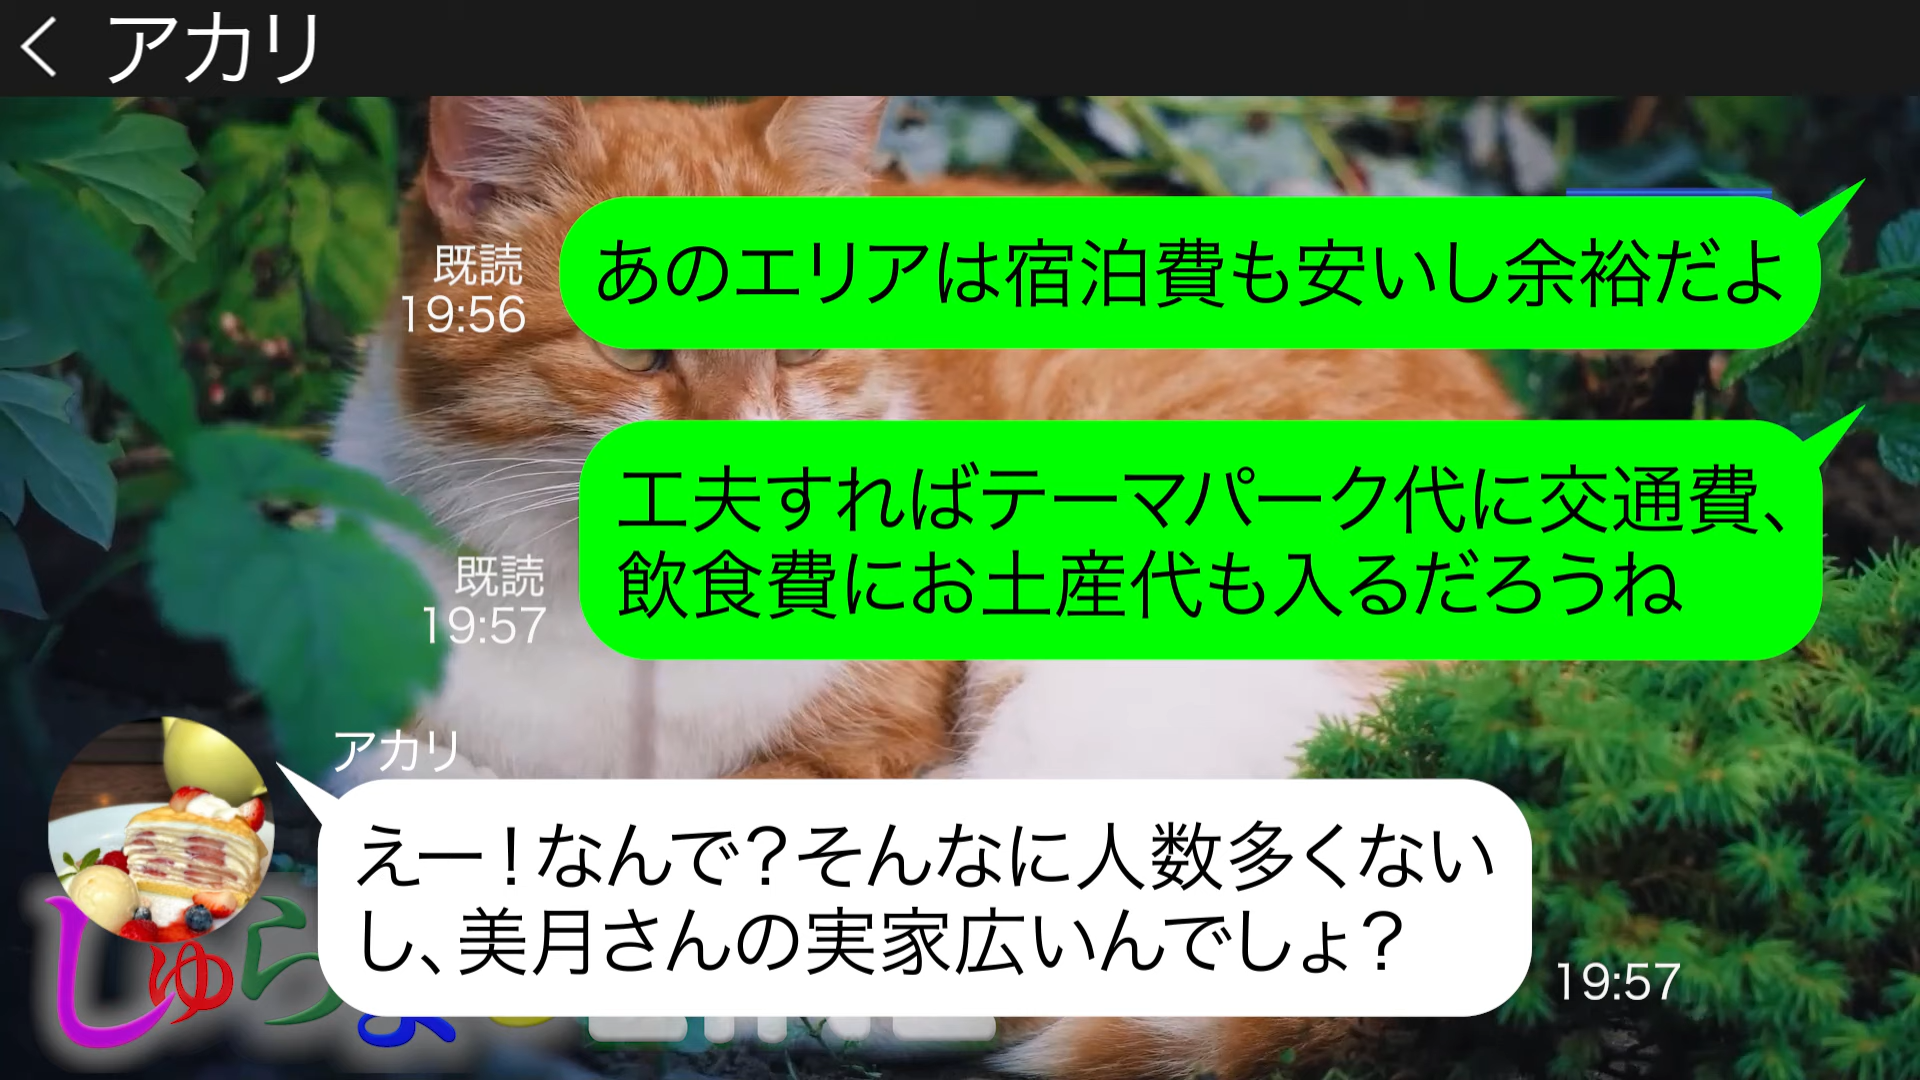 アカリ
あのエリアは宿泊費も安いし余裕だよ
既読
19:56
工夫すればテーマパーク代に交通費、
飲食費にお土産代も入るだろうね
既読
19:57
アカリ
えー！なんで？そんなに人数多くない
し、美月さんの実家広いんでしょ？
19:57
しゅら